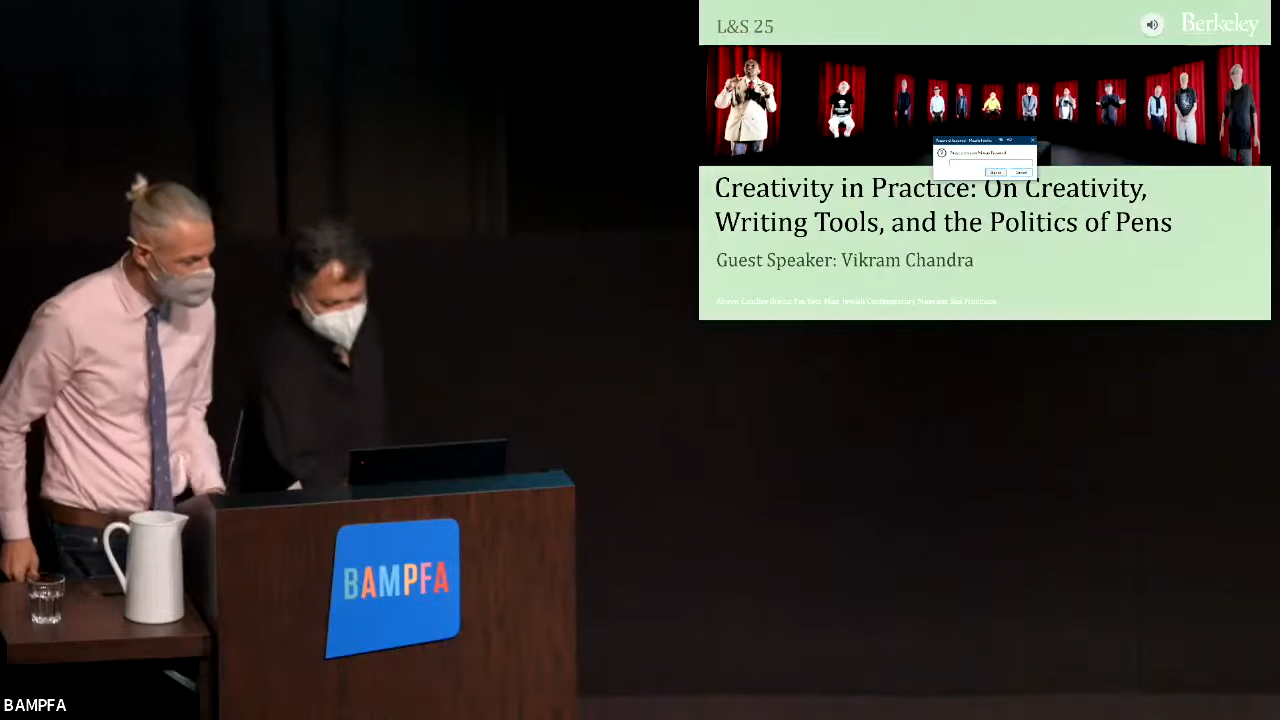 L&S 25
Berkeley
Creativity in Practice: On Creativity,
Writing Tools, and the Politics of Pens
Guest Speaker: Vikram Chandra
BAMPFA
BAMPFA